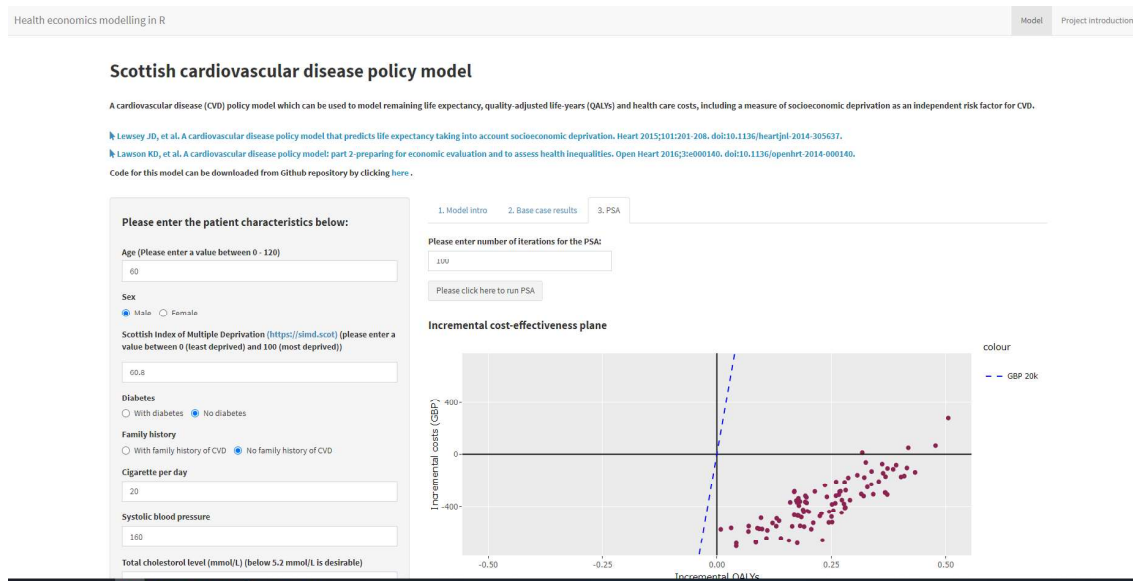 Health economics modelling in R
Model
Project introduction
Scottish cardiovascular disease policy model
A cardiovascular disease (CVD) policy model which can be used to model remaining life expectancy, quality-adjusted life-years (QALYs) and health care costs, including a measure of socioeconomic deprivation as an independent risk factor for CVD.
Lewsey JD, et al. A cardiovascular disease policy model that predicts life expectancy taking into account socioeconomic deprivation. Heart 2015;101:201-208. doi:10.1136/heartjnl-2014-305637.
Lawson KD, et al. A cardiovascular disease policy model: part 2-preparing for economic evaluation and to assess health inequalities. Open Heart 2016;3:e000140. doi:10.1136/openhrt-2014-000140.
Code for this model can be downloaded from Github repository by clicking here .
Please enter the patient characteristics below:
Age (Please enter a value between 0 - 120)
60
Sex
Male
Female
Scottish Index of Multiple Deprivation (https://simd.scot) (please enter a
value between 0 (least deprived) and 100 (most deprived))
60.8
Diabetes
With diabetes
No diabetes
Family history
With family history of CVD
No family history of CVD
Cigarette per day
20
Systolic blood pressure
160
Total cholestorol level (mmol/L) (below 5.2 mmol/L is desirable)
1. Model intro
2. Base case results
3. PSA
Please enter number of iterations for the PSA:
100
Please click here to run PSA
Incremental cost-effectiveness plane
colour
GBP 20k
Incremental costs (GBP)
400
0
-400
-0.50
-0.25
0.00
0.25
0.50
Incremental QALYs